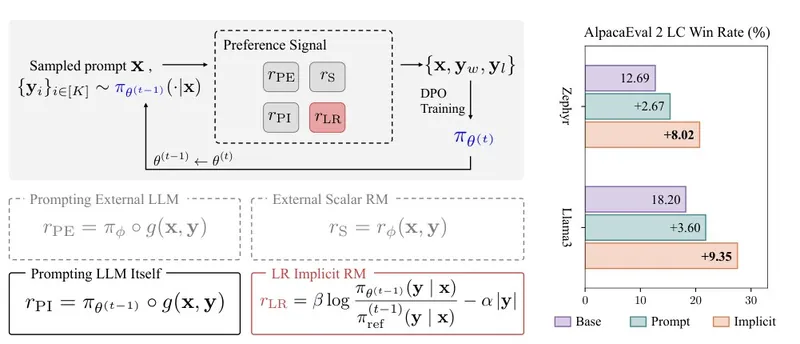 Preference Signal
Sampled prompt x ,
{y_i}_{i∈[K]} ∼ π_{θ^{(t−1)}}(·|x)
r_PE r_S
r_PI r_LR
{x, y_w, y_l}
DPO
Training
π_{θ^{(t)}}
θ^{(t−1)} ← θ^{(t)}
Prompting External LLM
r_PE = π_ϕ ∘ g(x, y)
External Scalar RM
r_S = r_ϕ(x, y)
Prompting LLM Itself
r_PI = π_{θ^{(t−1)}} ∘ g(x, y)
LR Implicit RM
r_LR = β log π_{θ^{(t−1)}}(y | x) / π_ref^{(t−1)}(y | x) − α|y|
AlpacaEval 2 LC Win Rate (%)
Zephyr
12.69
+2.67
+8.02
Llama3
18.20
+3.60
+9.35
0 10 20 30
Base Prompt Implicit